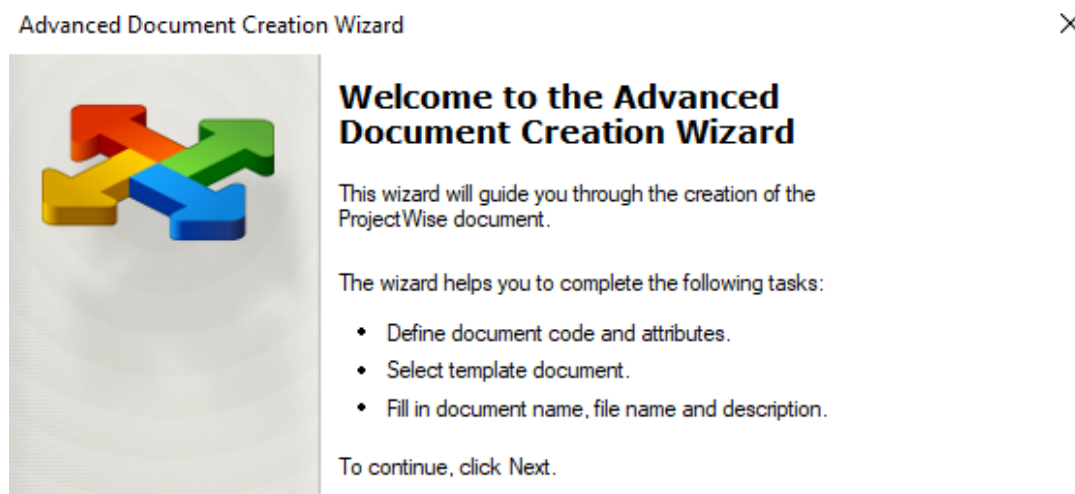 Advanced Document Creation Wizard
Welcome to the Advanced
Document Creation Wizard
This wizard will guide you through the creation of the
ProjectWise document.
The wizard helps you to complete the following tasks:
• Define document code and attributes.
• Select template document.
• Fill in document name, file name and description.
To continue, click Next.